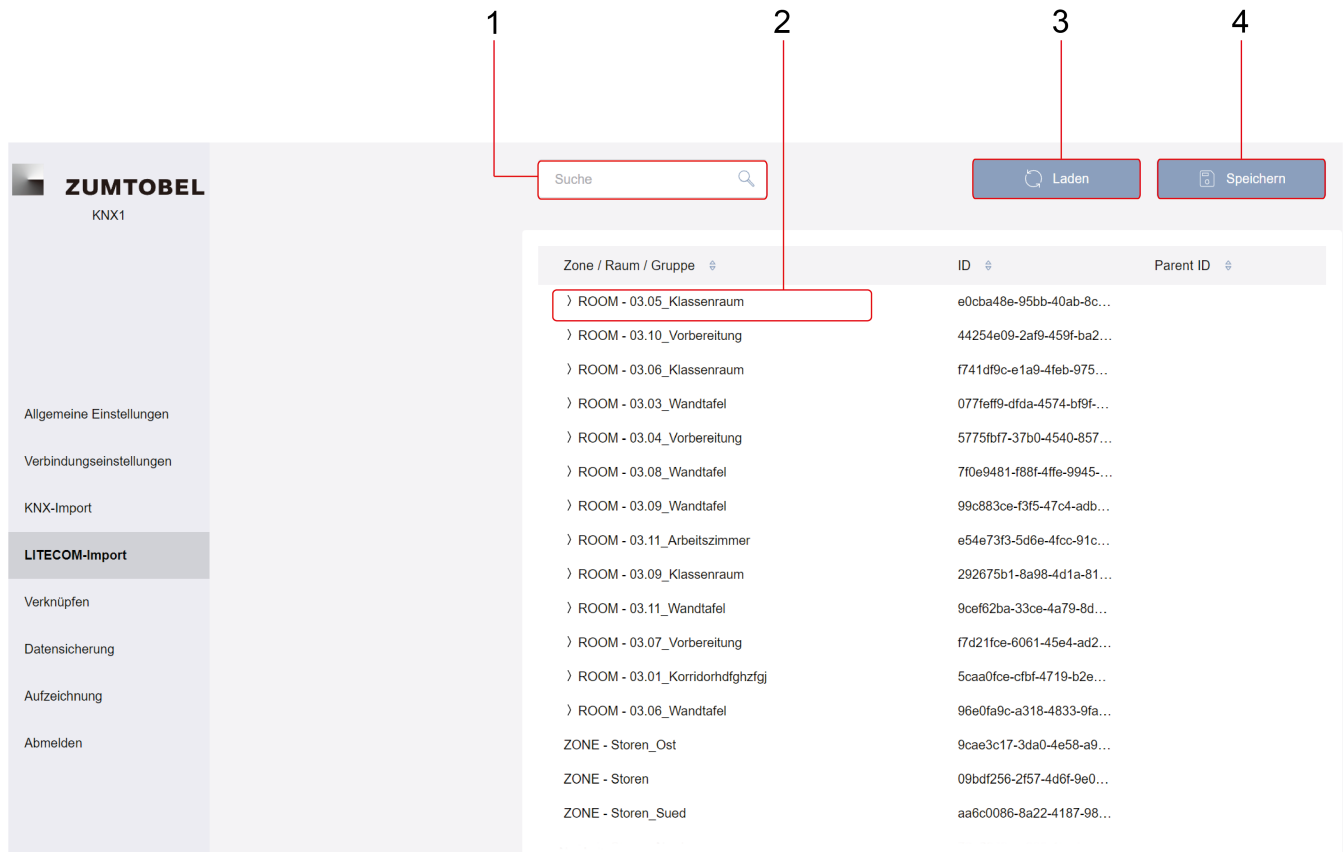 1 2 3 4
ZUMTOBEL
KNX1
Suche
Laden
Speichern
Allgemeine Einstellungen
Verbindungseinstellungen
KNX-Import
LITECOM-Import
Verknüpfen
Datensicherung
Aufzeichnung
Abmelden
Zone / Raum / Gruppe ID Parent ID
〉ROOM - 03.05_Klassenraum e0cba48e-95bb-40ab-8c...
〉ROOM - 03.10_Vorbereitung 44254e09-2af9-459f-ba2...
〉ROOM - 03.06_Klassenraum f741df9c-e1a9-4feb-975...
〉ROOM - 03.03_Wandtafel 077feff9-dfda-4574-bf9f-...
〉ROOM - 03.04_Vorbereitung 5775fbf7-37b0-4540-857...
〉ROOM - 03.08_Wandtafel 7f0e9481-f88f-4ffe-9945-...
〉ROOM - 03.09_Wandtafel 99c883ce-f3f5-47c4-adb...
〉ROOM - 03.11_Arbeitszimmer e54e73f3-5d6e-4fcc-91c...
〉ROOM - 03.09_Klassenraum 292675b1-8a98-4d1a-81...
〉ROOM - 03.11_Wandtafel 9cef62ba-33ce-4a79-8d...
〉ROOM - 03.07_Vorbereitung f7d21fce-6061-45e4-ad2...
〉ROOM - 03.01_Korridorhdfghzfgj 5caa0fce-cfbf-4719-b2e...
〉ROOM - 03.06_Wandtafel 96e0fa9c-a318-4833-9fa...
ZONE - Storen_Ost 9cae3c17-3da0-4e58-a9...
ZONE - Storen 09bdf256-2f57-4d6f-9e0...
ZONE - Storen_Sued aa6c0086-8a22-4187-98...